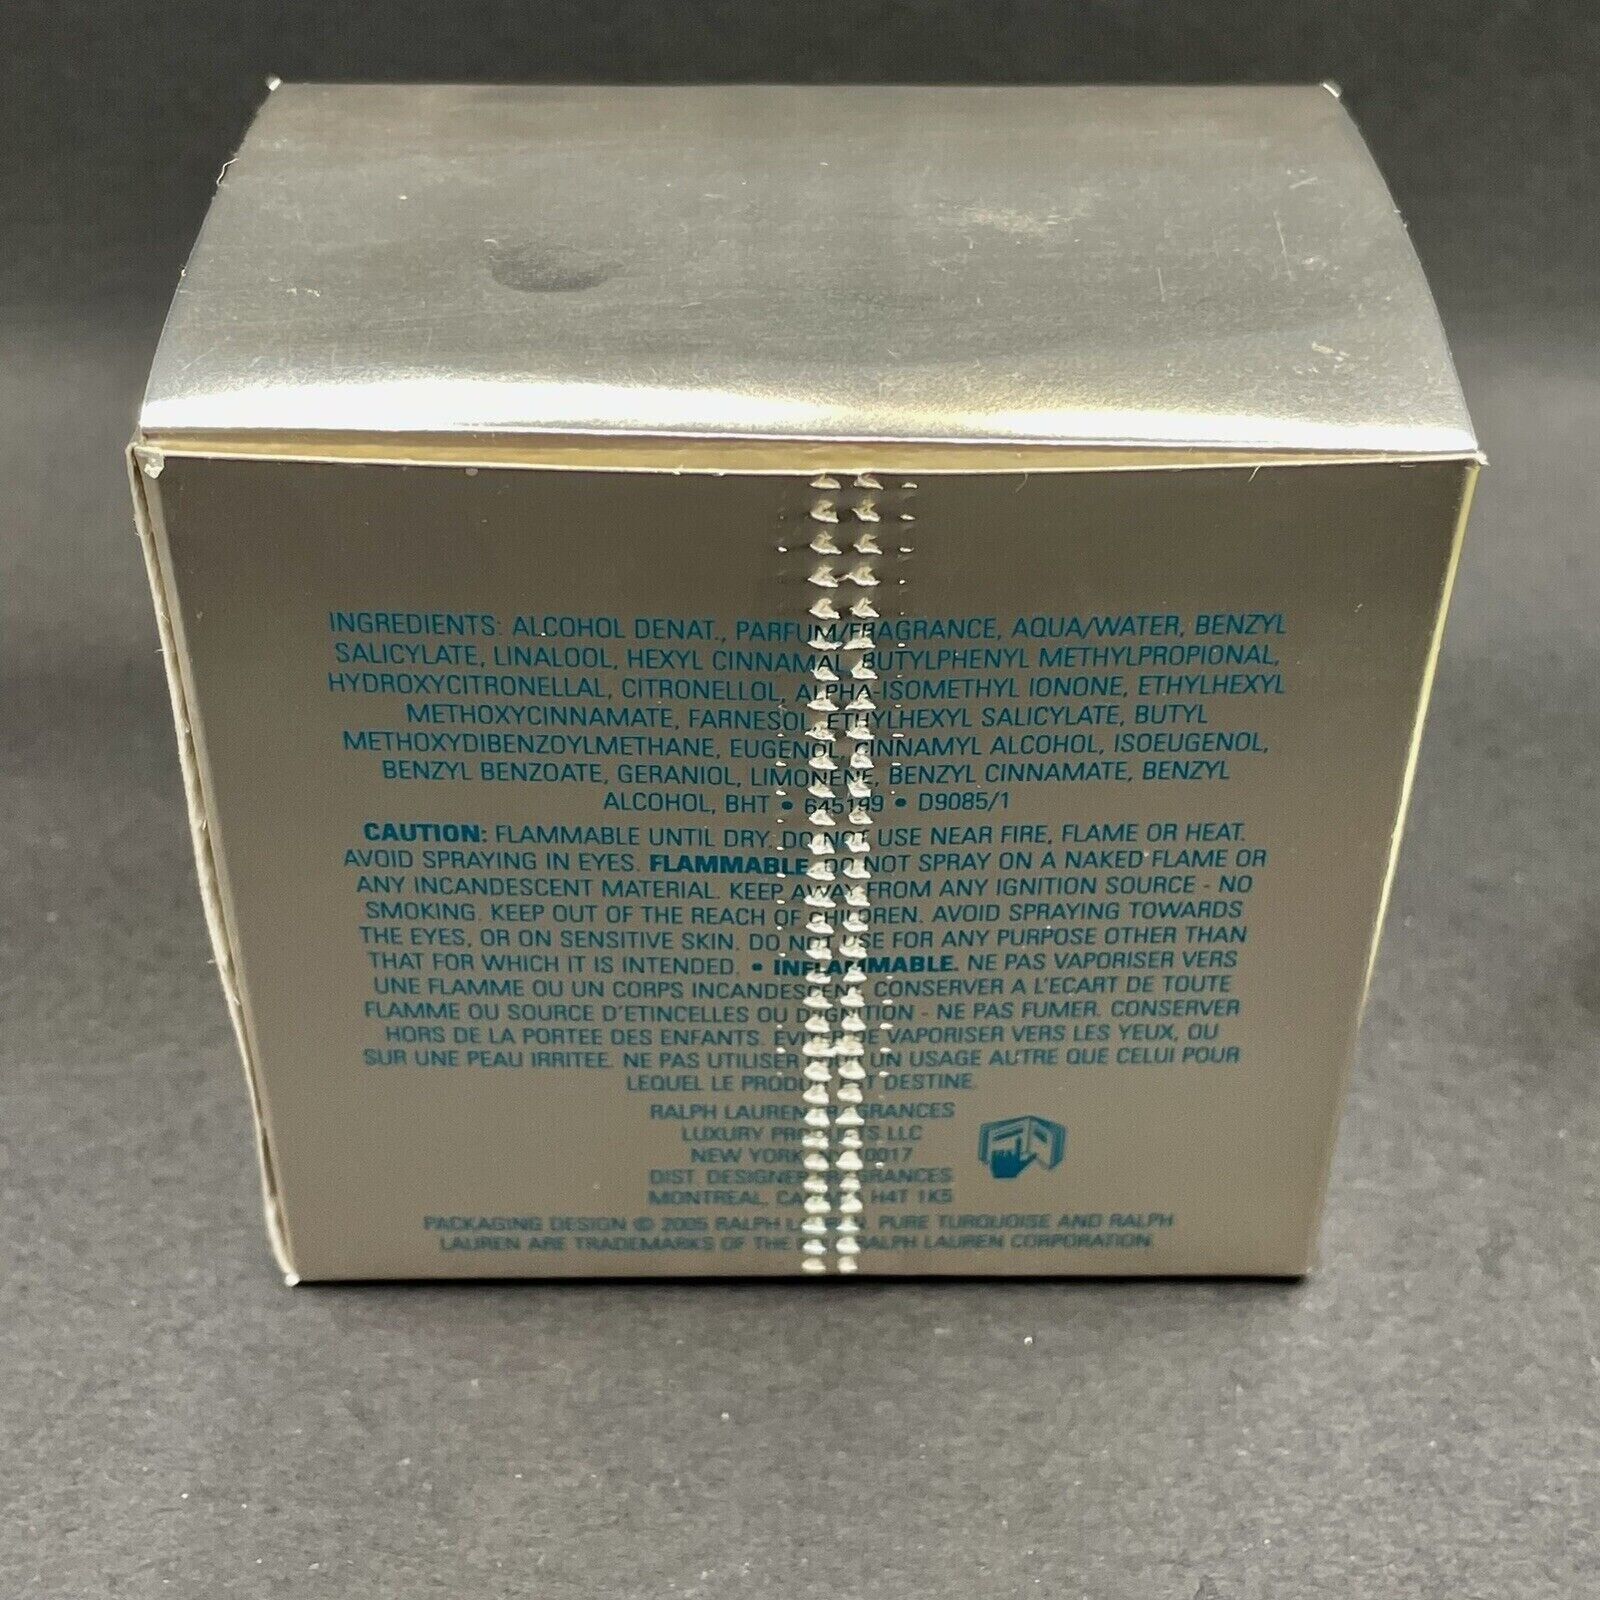 INGREDIENTS: ALCOHOL DENAT., PARFUM/FRAGRANCE, AQUA/WATER, BENZYL
SALICYLATE, LINALOOL, HEXYL CINNAMAL, BUTYLPHENYL METHYLPROPIONAL,
HYDROXYCITRONELLAL, CITRONELLOL, ALPHA-ISOMETHYL IONONE, ETHYLHEXYL
METHOXYCINNAMATE, FARNESOL, ETHYLHEXYL SALICYLATE, BUTYL
METHOXYDIBENZOYLMETHANE, EUGENOL, CINNAMYL ALCOHOL, ISOEUGENOL,
BENZYL BENZOATE, GERANIOL, LIMONENE, BENZYL CINNAMATE, BENZYL
ALCOHOL, BHT • 645199 • D9085/1
CAUTION: FLAMMABLE UNTIL DRY. DO NOT USE NEAR FIRE, FLAME OR HEAT.
AVOID SPRAYING IN EYES. FLAMMABLE. DO NOT SPRAY ON A NAKED FLAME OR
ANY INCANDESCENT MATERIAL. KEEP AWAY FROM ANY IGNITION SOURCE - NO
SMOKING. KEEP OUT OF THE REACH OF CHILDREN. AVOID SPRAYING TOWARDS
THE EYES, OR ON SENSITIVE SKIN. DO NOT USE FOR ANY PURPOSE OTHER THAN
THAT FOR WHICH IT IS INTENDED. • INFLAMMABLE. NE PAS VAPORISER VERS
UNE FLAMME OU UN CORPS INCANDESCENT. CONSERVER A L'ECART DE TOUTE
FLAMME OU SOURCE D'ETINCELLES OU D'IGNITION - NE PAS FUMER. CONSERVER
HORS DE LA PORTEE DES ENFANTS. EVITER DE VAPORISER VERS LES YEUX, OU
SUR UNE PEAU IRRITEE. NE PAS UTILISER POUR UN USAGE AUTRE QUE CELUI POUR
LEQUEL LE PRODUIT EST DESTINE.
RALPH LAUREN FRAGRANCES
LUXURY PRODUCTS LLC
NEW YORK, NY 10017
DIST. DESIGNER FRAGRANCES
MONTREAL, CANADA H4T 1K5
PACKAGING DESIGN © 2005 RALPH LAUREN. PURE TURQUOISE AND RALPH
LAUREN ARE TRADEMARKS OF THE RALPH LAUREN CORPORATION.